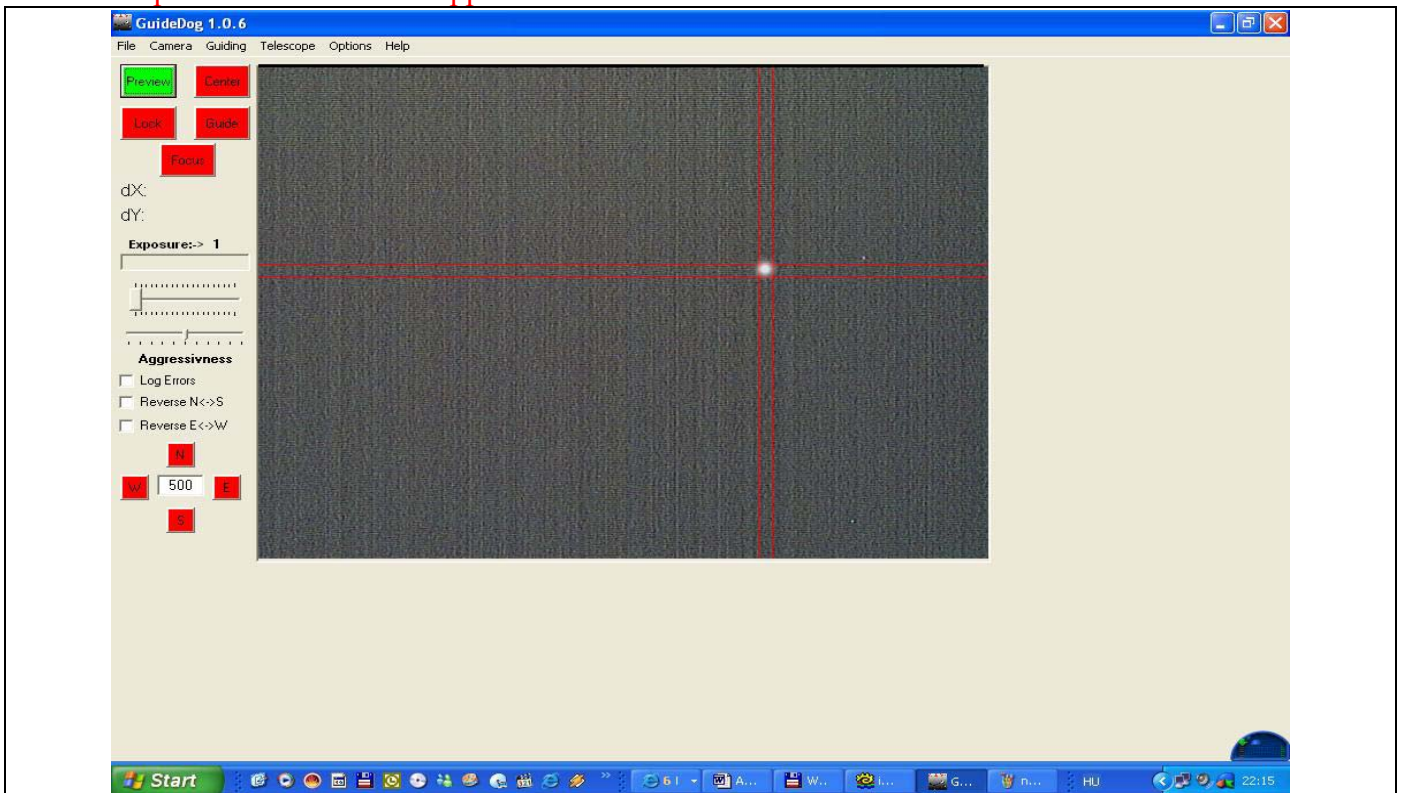 GuideDog 1.0.6
File Camera Guiding Telescope Options Help
Preview Center
Lock Guide
Focus
dX:
dY:
Exposure:-> 1
Aggressivness
Log Errors
Reverse N<->S
Reverse E<->W
N
W 500 E
S
Start 61 A... W.. i... G... n... HU 22:15